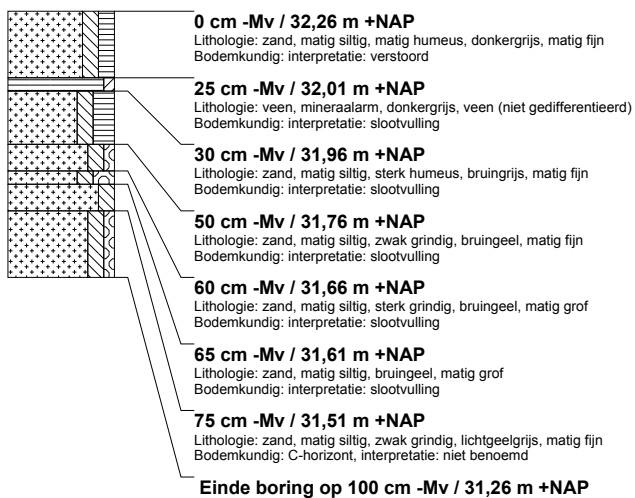 0 cm -Mv / 32,26 m +NAP
Lithologie: zand, matig siltig, matig humeus, donkergrijs, matig fijn
Bodemkundig: interpretatie: verstoord
25 cm -Mv / 32,01 m +NAP
Lithologie: veen, mineraalarm, donkergrijs, veen (niet gedifferentieerd)
Bodemkundig: interpretatie: slootvulling
30 cm -Mv / 31,96 m +NAP
Lithologie: zand, matig siltig, sterk humeus, bruingrijs, matig fijn
Bodemkundig: interpretatie: slootvulling
50 cm -Mv / 31,76 m +NAP
Lithologie: zand, matig siltig, zwak grindig, bruingeel, matig fijn
Bodemkundig: interpretatie: slootvulling
60 cm -Mv / 31,66 m +NAP
Lithologie: zand, matig siltig, sterk grindig, bruingeel, matig grof
Bodemkundig: interpretatie: slootvulling
65 cm -Mv / 31,61 m +NAP
Lithologie: zand, matig siltig, bruingeel, matig grof
Bodemkundig: interpretatie: slootvulling
75 cm -Mv / 31,51 m +NAP
Lithologie: zand, matig siltig, zwak grindig, lichtgeelgrijs, matig fijn
Bodemkundig: C-horizont, interpretatie: niet benoemd
Einde boring op 100 cm -Mv / 31,26 m +NAP